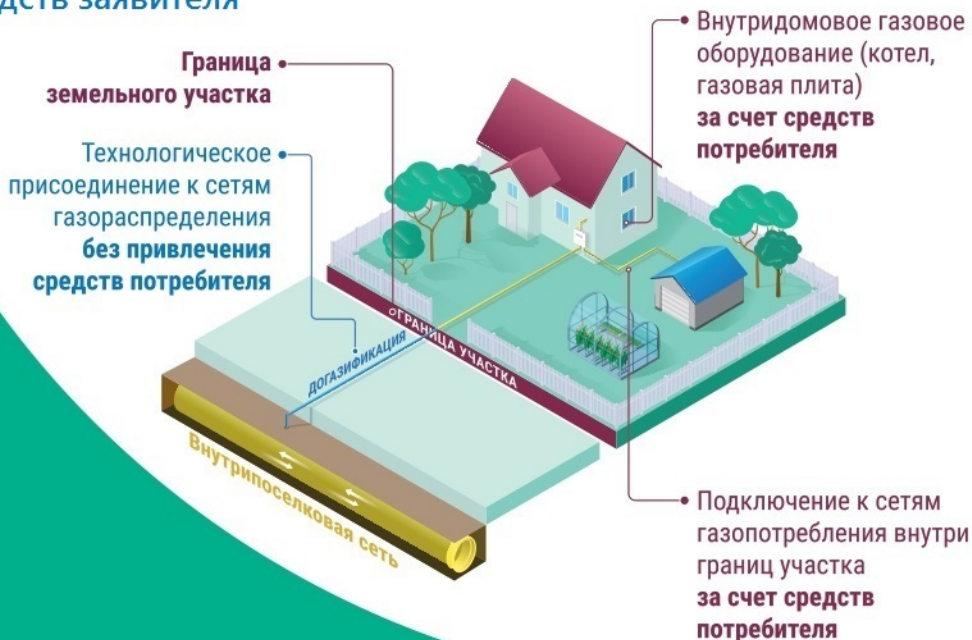 заявителя
Граница
земельного участка
Технологическое
присоединение к сетям
газораспределения
без привлечения
средств потребителя
Внутридомовое газовое
оборудование (котел,
газовая плита)
за счет средств
потребителя
ГРАНИЦА УЧАСТКА
ДОГАЗИФИКАЦИЯ
Внутрипоселковая сеть
Подключение к сетям
газопотребления внутри
границ участка
за счет средств
потребителя